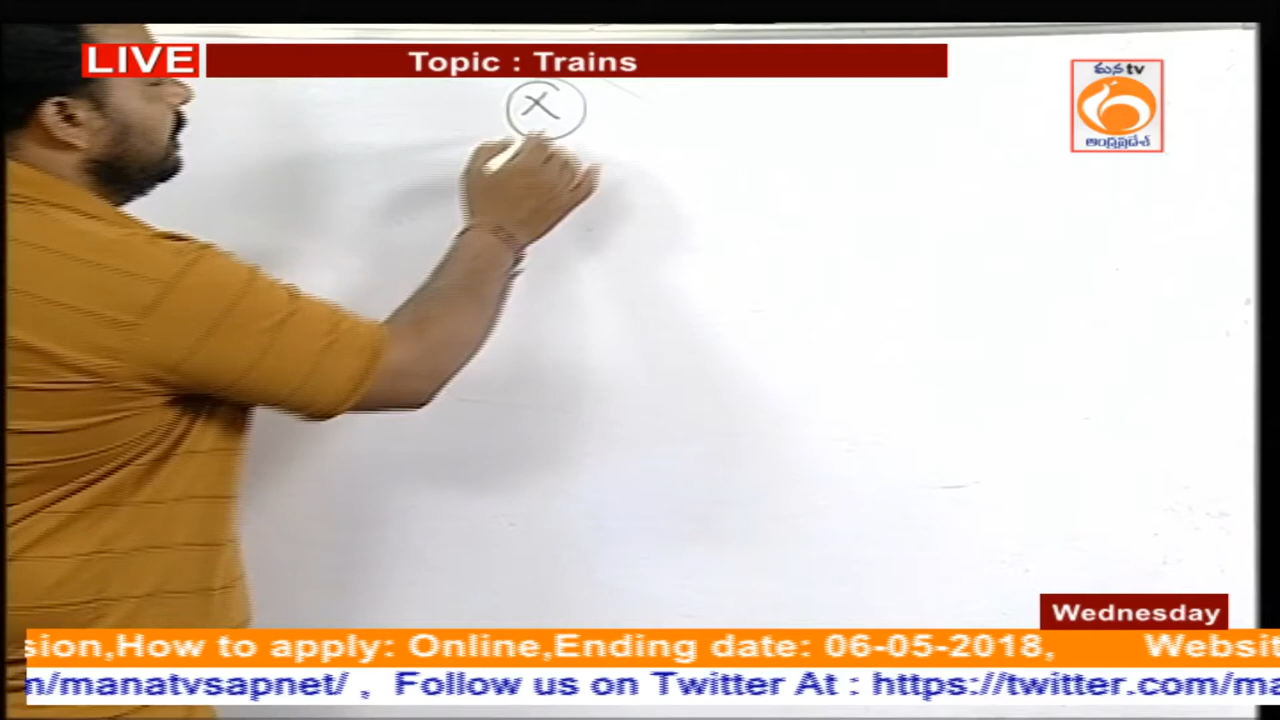 LIVE
Topic : Trains
మన tv
ఆంధ్రప్రదేశ్
x
Wednesday
sion,How to apply: Online,Ending date: 06-05-2018, Websit
n/manatvsapnet/ , Follow us on Twitter At : https://twitter.com/ma